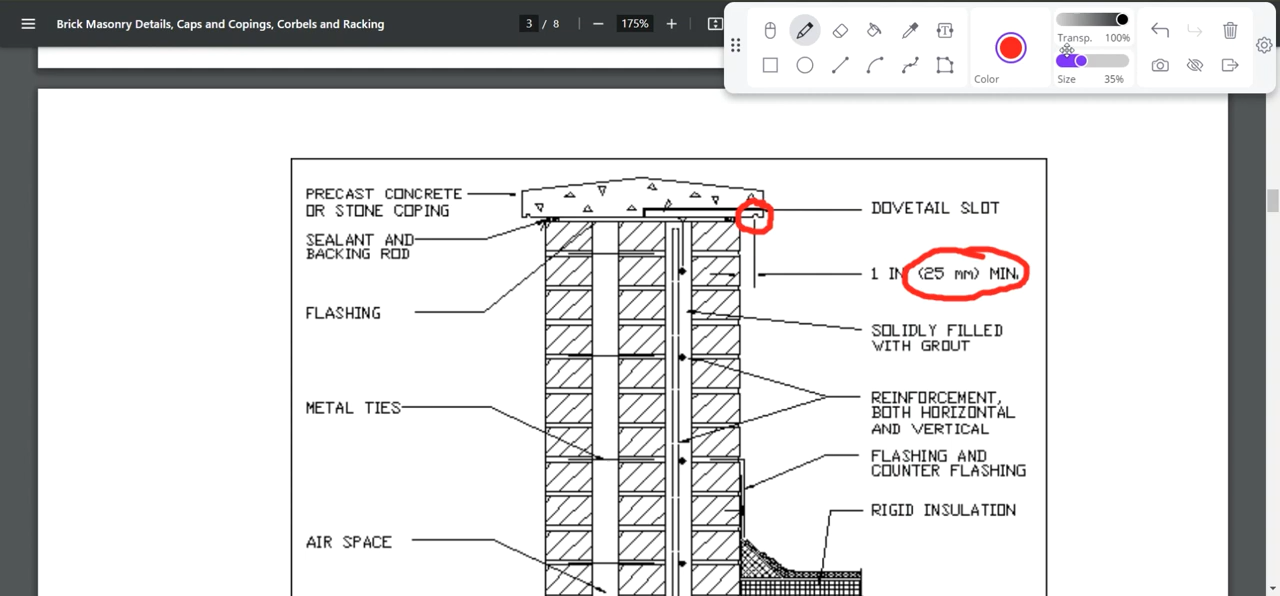 Brick Masonry Details, Caps and Copings, Corbels and Racking
3 / 8
175%
Transp. 100%
Color
Size 35%
PRECAST CONCRETE
OR STONE COPING
SEALANT AND
BACKING ROD
FLASHING
METAL TIES
AIR SPACE
DOVETAIL SLOT
1 IN (25 mm) MIN.
SOLIDLY FILLED
WITH GROUT
REINFORCEMENT,
BOTH HORIZONTAL
AND VERTICAL
FLASHING AND
COUNTER FLASHING
RIGID INSULATION